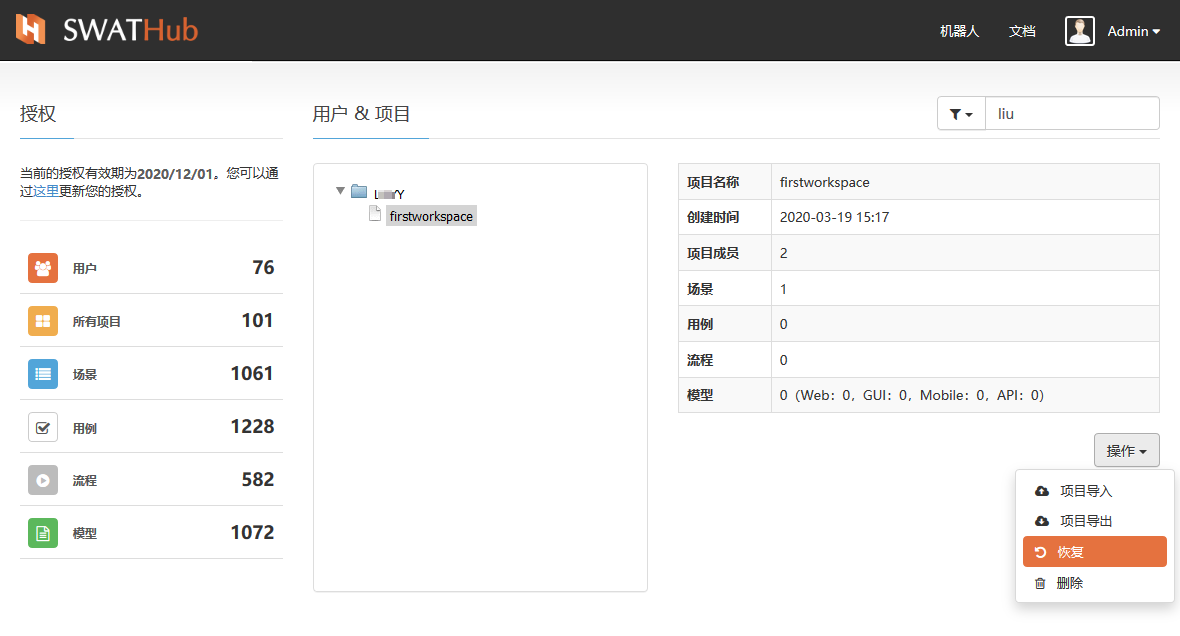 SWATHub
机器人
文档
Admin
授权
当前的授权有效期为2020/12/01。您可以通
过这里更新您的授权。
用户 76
所有项目 101
场景 1061
用例 1228
流程 582
模型 1072
用户 & 项目
liu
firstworkspace
项目名称 firstworkspace
创建时间 2020-03-19 15:17
项目成员 2
场景 1
用例 0
流程 0
模型 0（Web：0，GUI：0，Mobile：0，API：0）
操作
项目导入
项目导出
恢复
删除